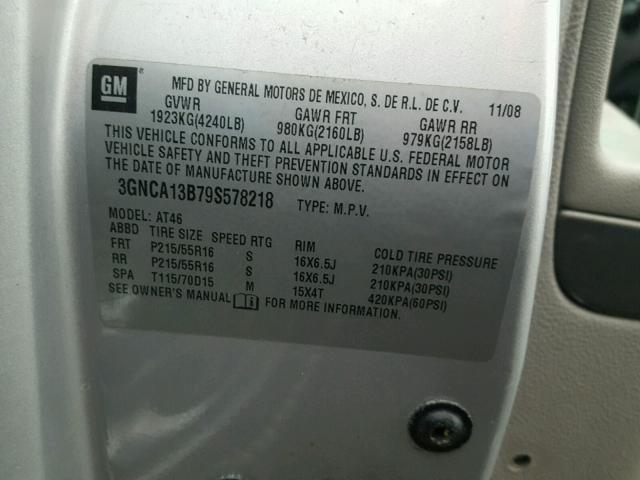 GM ®
MFD BY GENERAL MOTORS DE MEXICO, S. DE R.L. DE C.V. 11/08
GVWR GAWR FRT GAWR RR
1923KG(4240LB) 980KG(2160LB) 979KG(2158LB)
THIS VEHICLE CONFORMS TO ALL APPLICABLE U.S. FEDERAL MOTOR
VEHICLE SAFETY AND THEFT PREVENTION STANDARDS IN EFFECT ON
THE DATE OF MANUFACTURE SHOWN ABOVE.
3GNCA13B79S578218 TYPE: M.P.V.
MODEL: AT46
ABBD TIRE SIZE SPEED RTG RIM COLD TIRE PRESSURE
FRT P215/55R16 S 16X6.5J 210KPA(30PSI)
RR P215/55R16 S 16X6.5J 210KPA(30PSI)
SPA T115/70D15 M 15X4T 420KPA(60PSI)
SEE OWNER'S MANUAL FOR MORE INFORMATION.